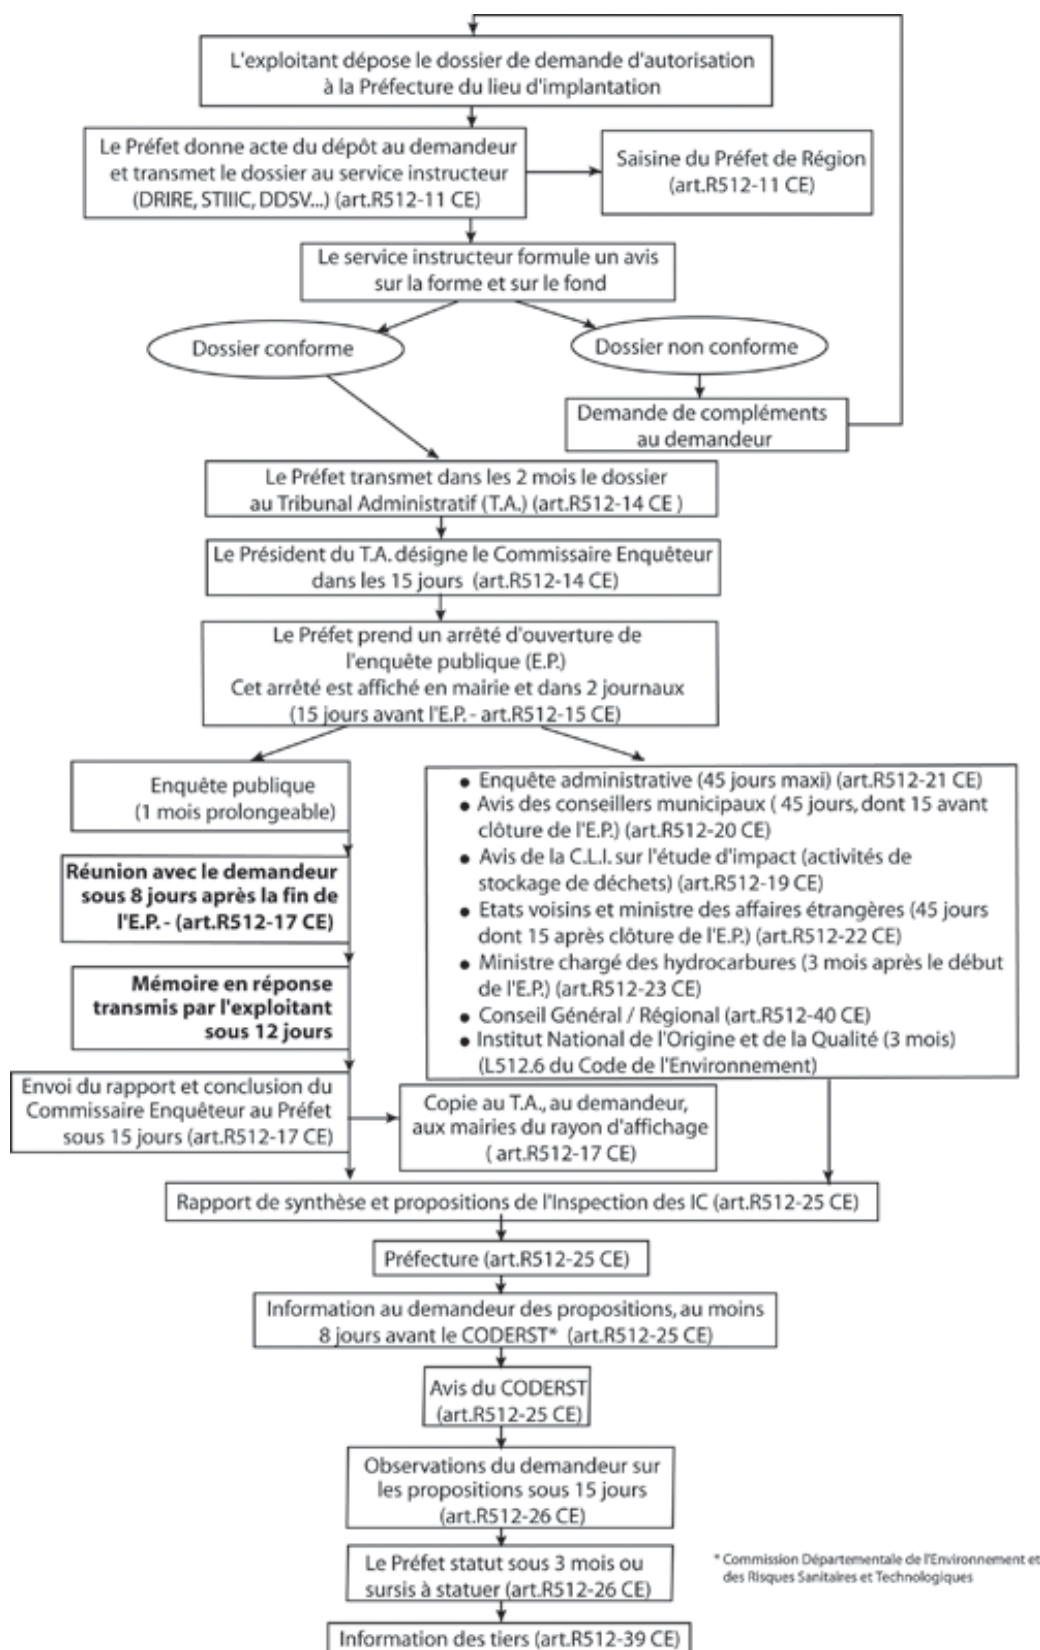 L'exploitant dépose le dossier de demande d'autorisation
à la Préfecture du lieu d'implantation
Le Préfet donne acte du dépôt au demandeur
et transmet le dossier au service instructeur
(DRIRE, STIIIC, DDSV...) (art.R512-11 CE)
Saisine du Préfet de Région
(art.R512-11 CE)
Le service instructeur formule un avis
sur la forme et sur le fond
Dossier conforme
Dossier non conforme
Demande de compléments
au demandeur
Le Préfet transmet dans les 2 mois le dossier
au Tribunal Administratif (T.A.) (art.R512-14 CE )
Le Président du T.A. désigne le Commissaire Enquêteur
dans les 15 jours (art.R512-14 CE)
Le Préfet prend un arrêté d'ouverture de
l'enquête publique (E.P.)
Cet arrêté est affiché en mairie et dans 2 journaux
(15 jours avant l'E.P. - art.R512-15 CE)
Enquête publique
(1 mois prolongeable)
Réunion avec le demandeur
sous 8 jours après la fin de
l'E.P. - (art.R512-17 CE)
Mémoire en réponse
transmis par l'exploitant
sous 12 jours
Envoi du rapport et conclusion du
Commissaire Enquêteur au Préfet
sous 15 jours (art.R512-17 CE)
• Enquête administrative (45 jours maxi) (art.R512-21 CE)
• Avis des conseillers municipaux ( 45 jours, dont 15 avant
clôture de l'E.P.) (art.R512-20 CE)
• Avis de la C.L.I. sur l'étude d'impact (activités de
stockage de déchets) (art.R512-19 CE)
• Etats voisins et ministre des affaires étrangères (45 jours
dont 15 après clôture de l'E.P.) (art.R512-22 CE)
• Ministre chargé des hydrocarbures (3 mois après le début
de l'E.P.) (art.R512-23 CE)
• Conseil Général / Régional (art.R512-40 CE)
• Institut National de l'Origine et de la Qualité (3 mois)
(L512.6 du Code de l'Environnement)
Copie au T.A., au demandeur,
aux mairies du rayon d'affichage
( art.R512-17 CE)
Rapport de synthèse et propositions de l'Inspection des IC (art.R512-25 CE)
Préfecture (art.R512-25 CE)
Information au demandeur des propositions, au moins
8 jours avant le CODERST* (art.R512-25 CE)
Avis du CODERST
(art.R512-25 CE)
Observations du demandeur sur
les propositions sous 15 jours
(art.R512-26 CE)
Le Préfet statut sous 3 mois ou
sursis à statuer (art.R512-26 CE)
* Commission Départementale de l'Environnement et
des Risques Sanitaires et Technologiques
Information des tiers (art.R512-39 CE)